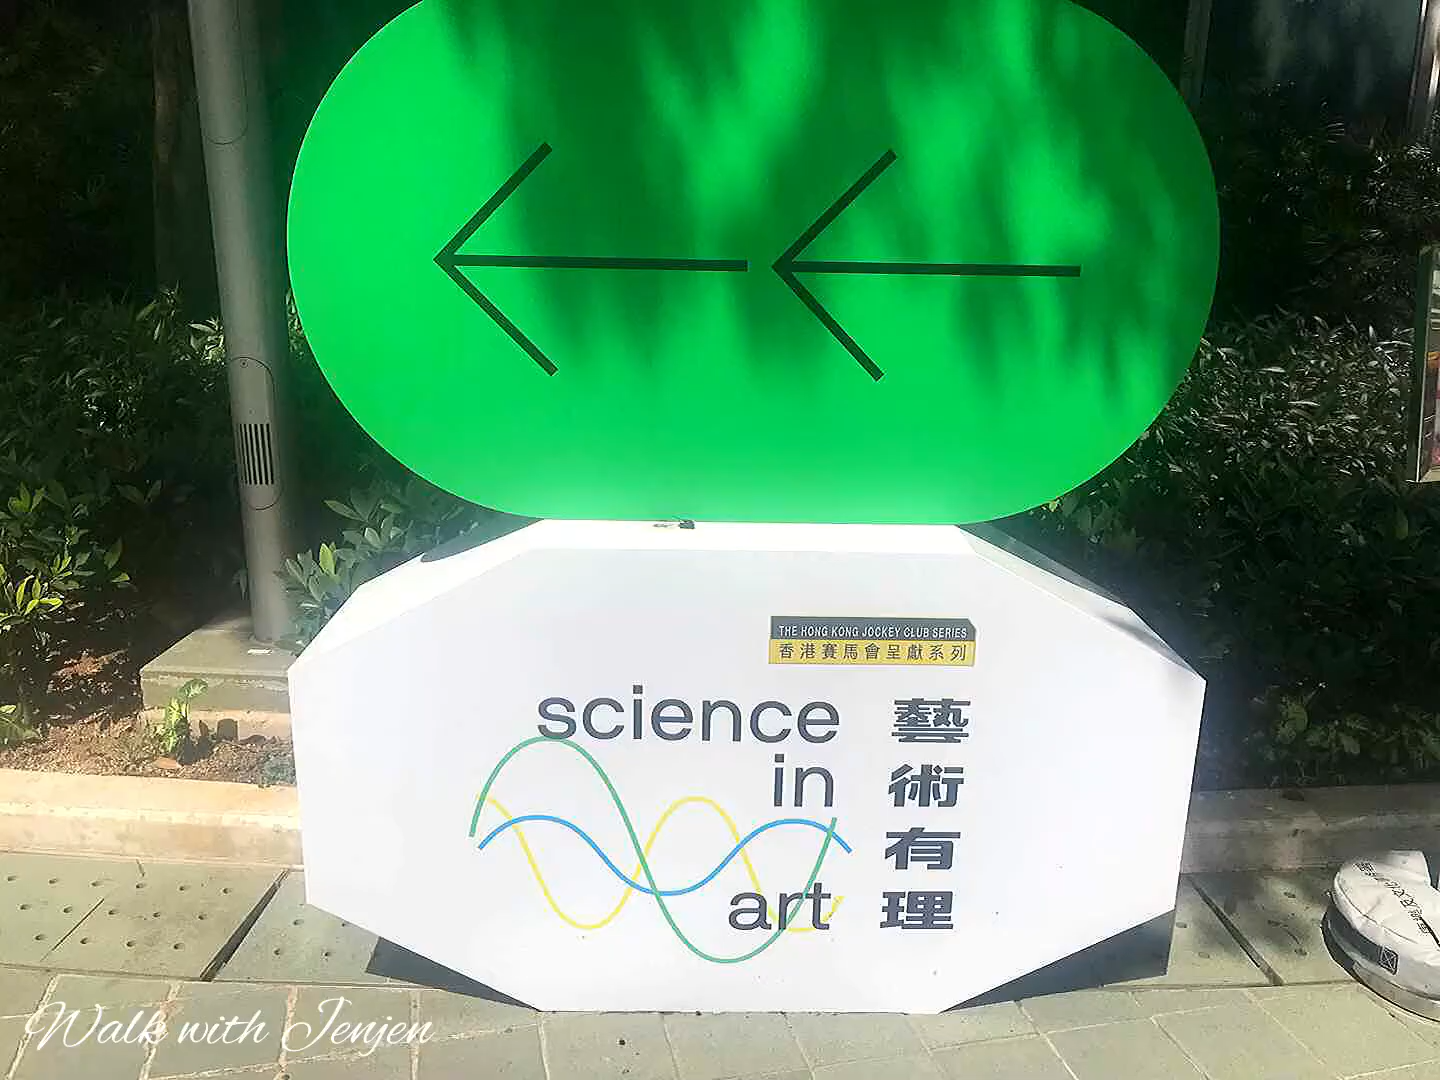 THE HONG KONG JOCKEY CLUB SERIES
香港賽馬會呈獻系列
science
in
art
藝術有理
Walk with Jenjen